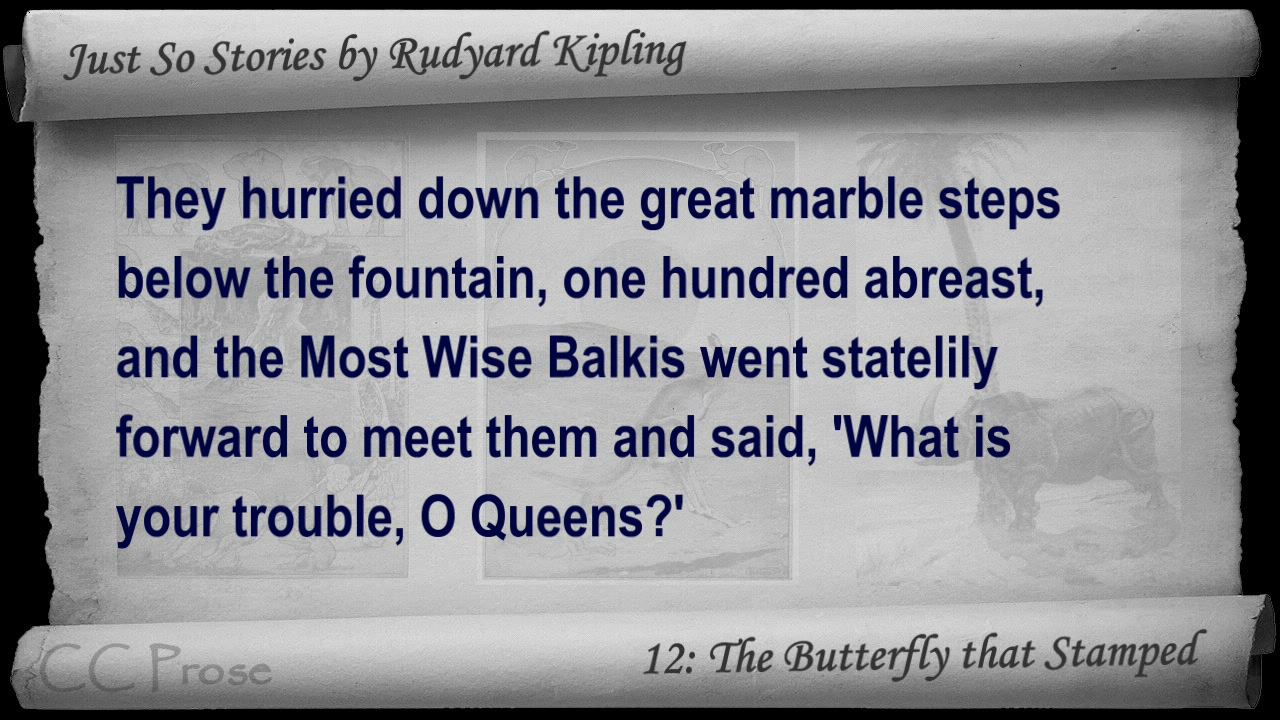 Just So Stories by Rudyard Kipling
They hurried down the great marble steps
below the fountain, one hundred abreast,
and the Most Wise Balkis went statelily
forward to meet them and said, 'What is
your trouble, O Queens?'
CC Prose
12: The Butterfly that Stamped